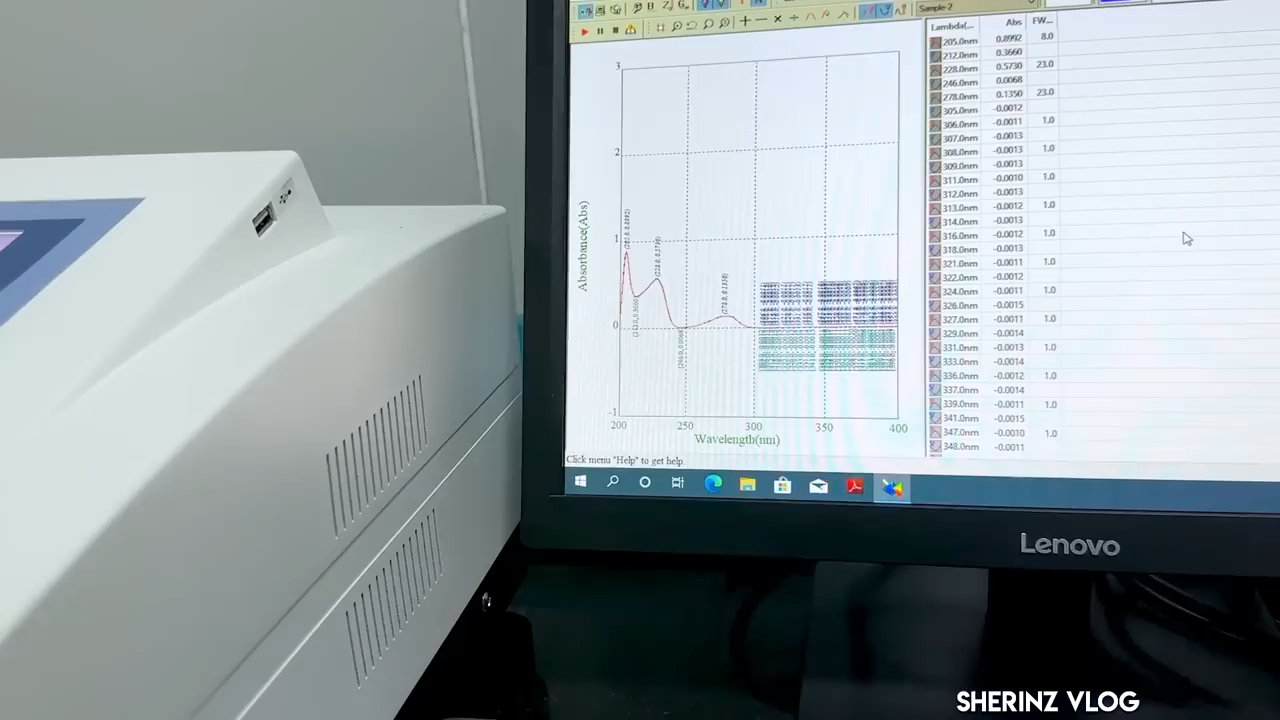 Sample-2
Lambda(... Abs FW...
205.0nm 0.8992 8.0
212.0nm 0.3660
228.0nm 0.5730 23.0
246.0nm 0.0068
278.0nm 0.1350 23.0
305.0nm -0.0012
306.0nm -0.0011 1.0
307.0nm -0.0013
308.0nm -0.0013 1.0
309.0nm -0.0013
311.0nm -0.0010 1.0
312.0nm -0.0013
313.0nm -0.0012 1.0
314.0nm -0.0013
316.0nm -0.0012 1.0
318.0nm -0.0013
321.0nm -0.0011 1.0
322.0nm -0.0012
324.0nm -0.0011 1.0
326.0nm -0.0015
327.0nm -0.0011 1.0
329.0nm -0.0014
331.0nm -0.0013 1.0
333.0nm -0.0014
336.0nm -0.0012 1.0
337.0nm -0.0014
339.0nm -0.0011 1.0
341.0nm -0.0015
347.0nm -0.0010 1.0
348.0nm -0.0011
3
2
1
0
-1
Absorbance(Abs)
200 250 300 350 400
Wavelength(nm)
Click menu "Help" to get help.
Lenovo
SHERINZ VLOG